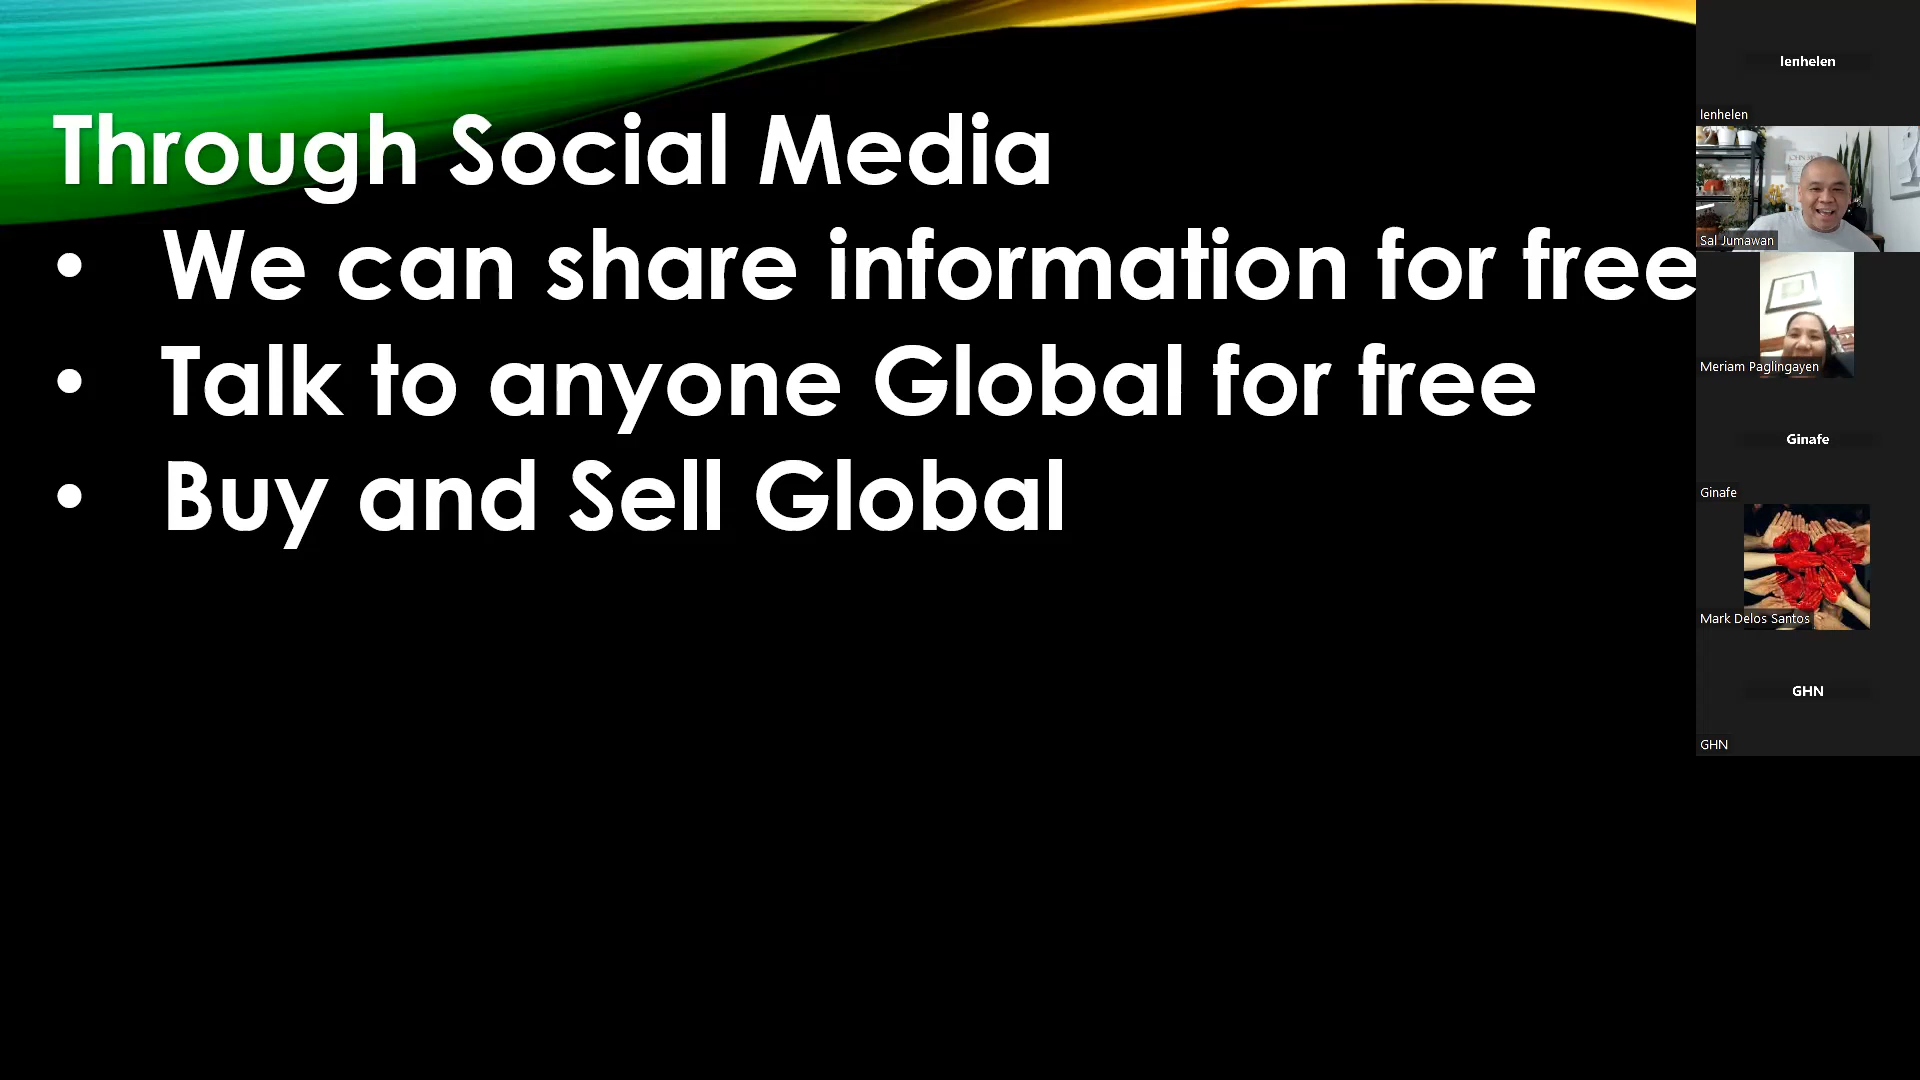 Through Social Media
• We can share information for free
• Talk to anyone Global for free
• Buy and Sell Global
lenhelen
lenhelen
Sal Jumawan
Meriam Paglingayen
Ginafe
Ginafe
Mark Delos Santos
GHN
GHN